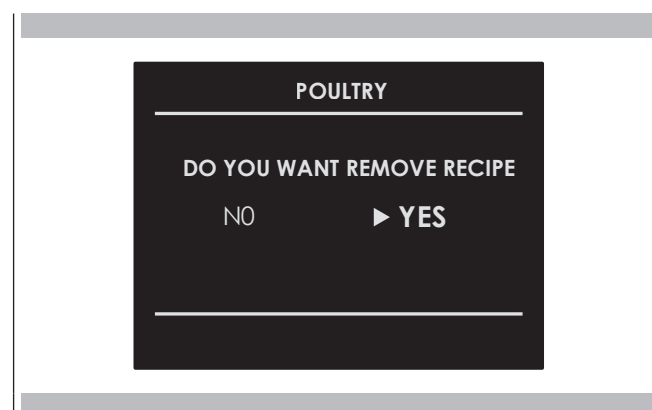 POULTRY
DO YOU WANT REMOVE RECIPE
N0 ▶ YES